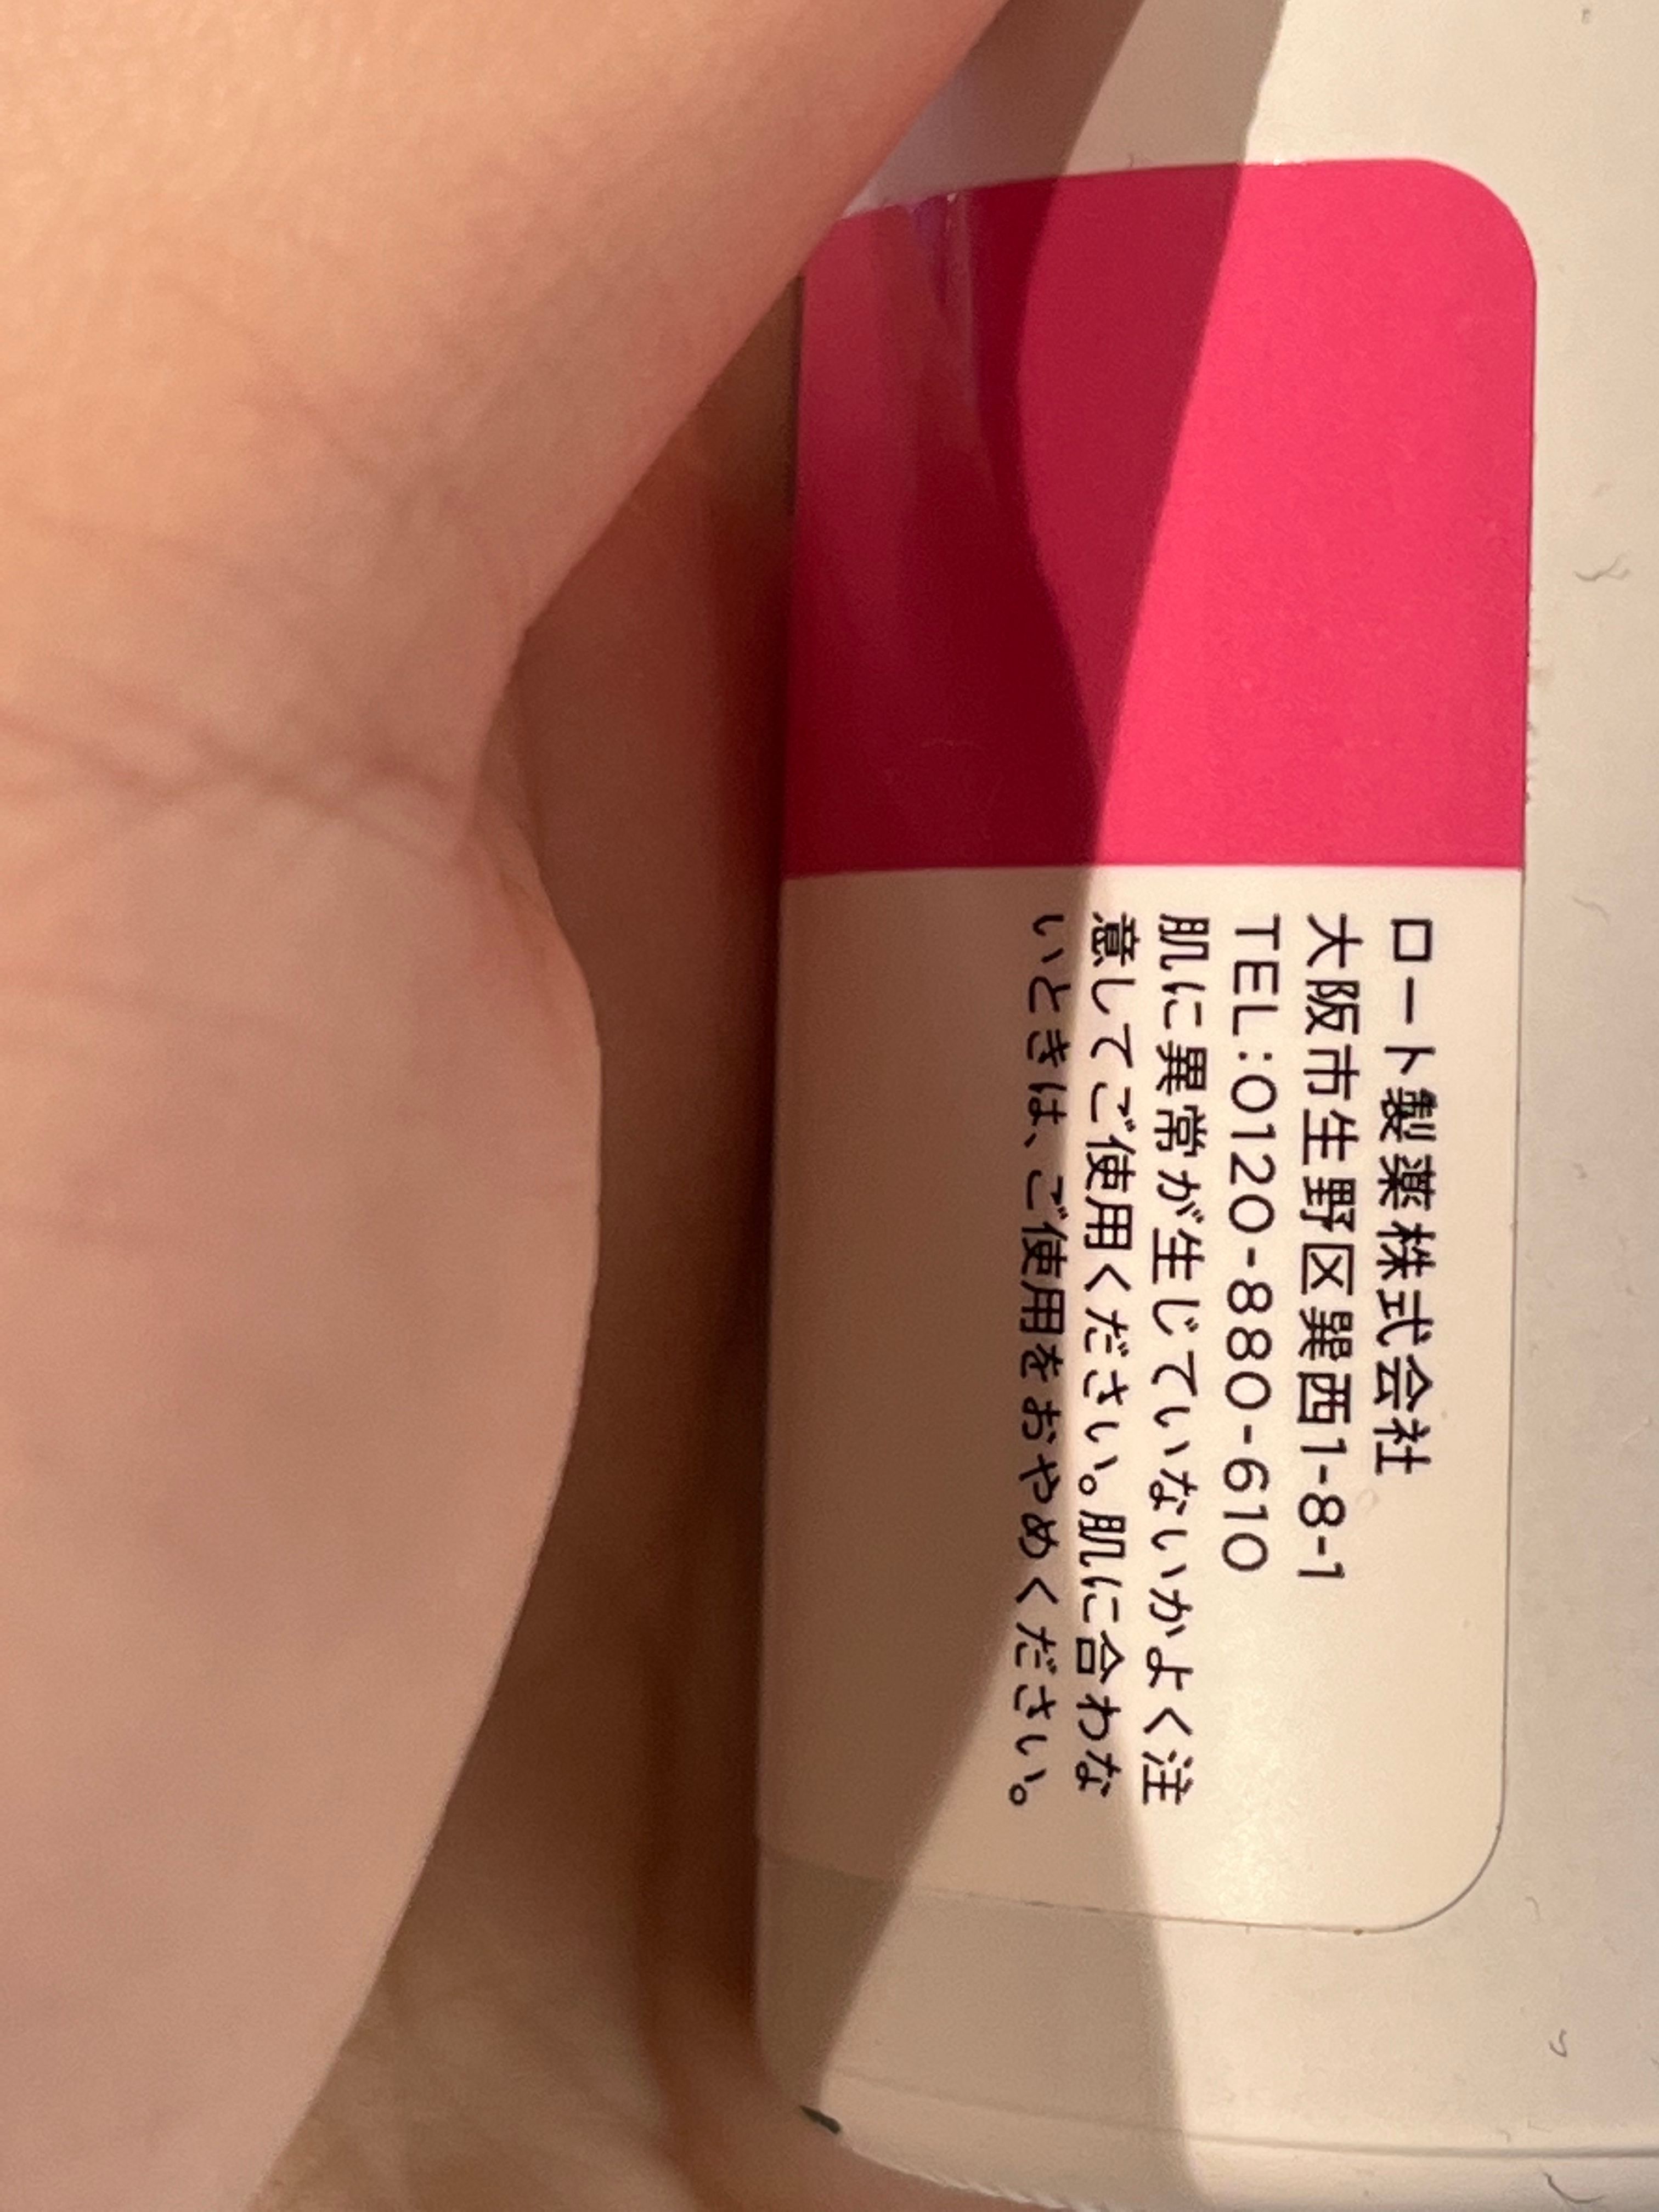 ロート製薬株式会社
大阪市生野区巽西1-8-1
TEL:0120-880-610
肌に異常が生じていないかよく注
意してご使用ください。肌に合わな
いときは、ご使用をおやめください。